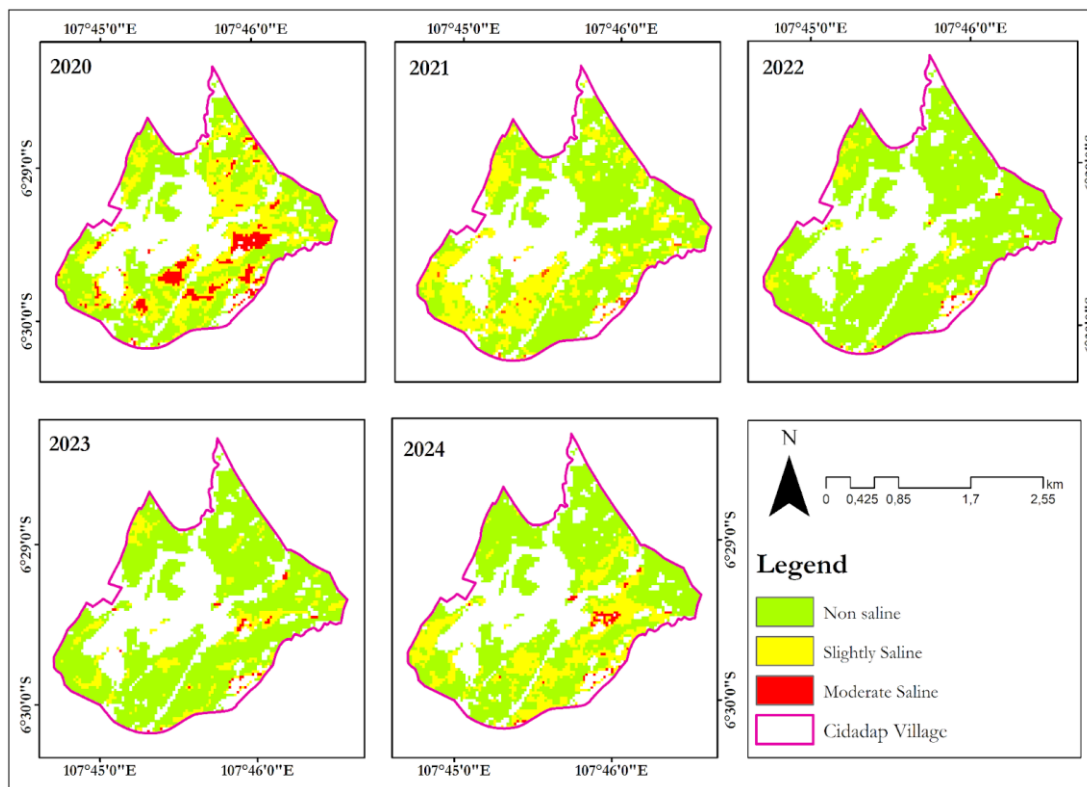 107°45'0"E 107°46'0"E 107°45'0"E 107°46'0"E 107°45'0"E 107°46'0"E
2020 2021 2022
6°29'0"S
6°30'0"S
2023 2024
6°29'0"S 6°29'0"S
6°30'0"S 6°30'0"S
107°45'0"E 107°46'0"E 107°45'0"E 107°46'0"E
N
km
0 0,425 0,85 1,7 2,55
Legend
Non saline
Slightly Saline
Moderate Saline
Cidadap Village